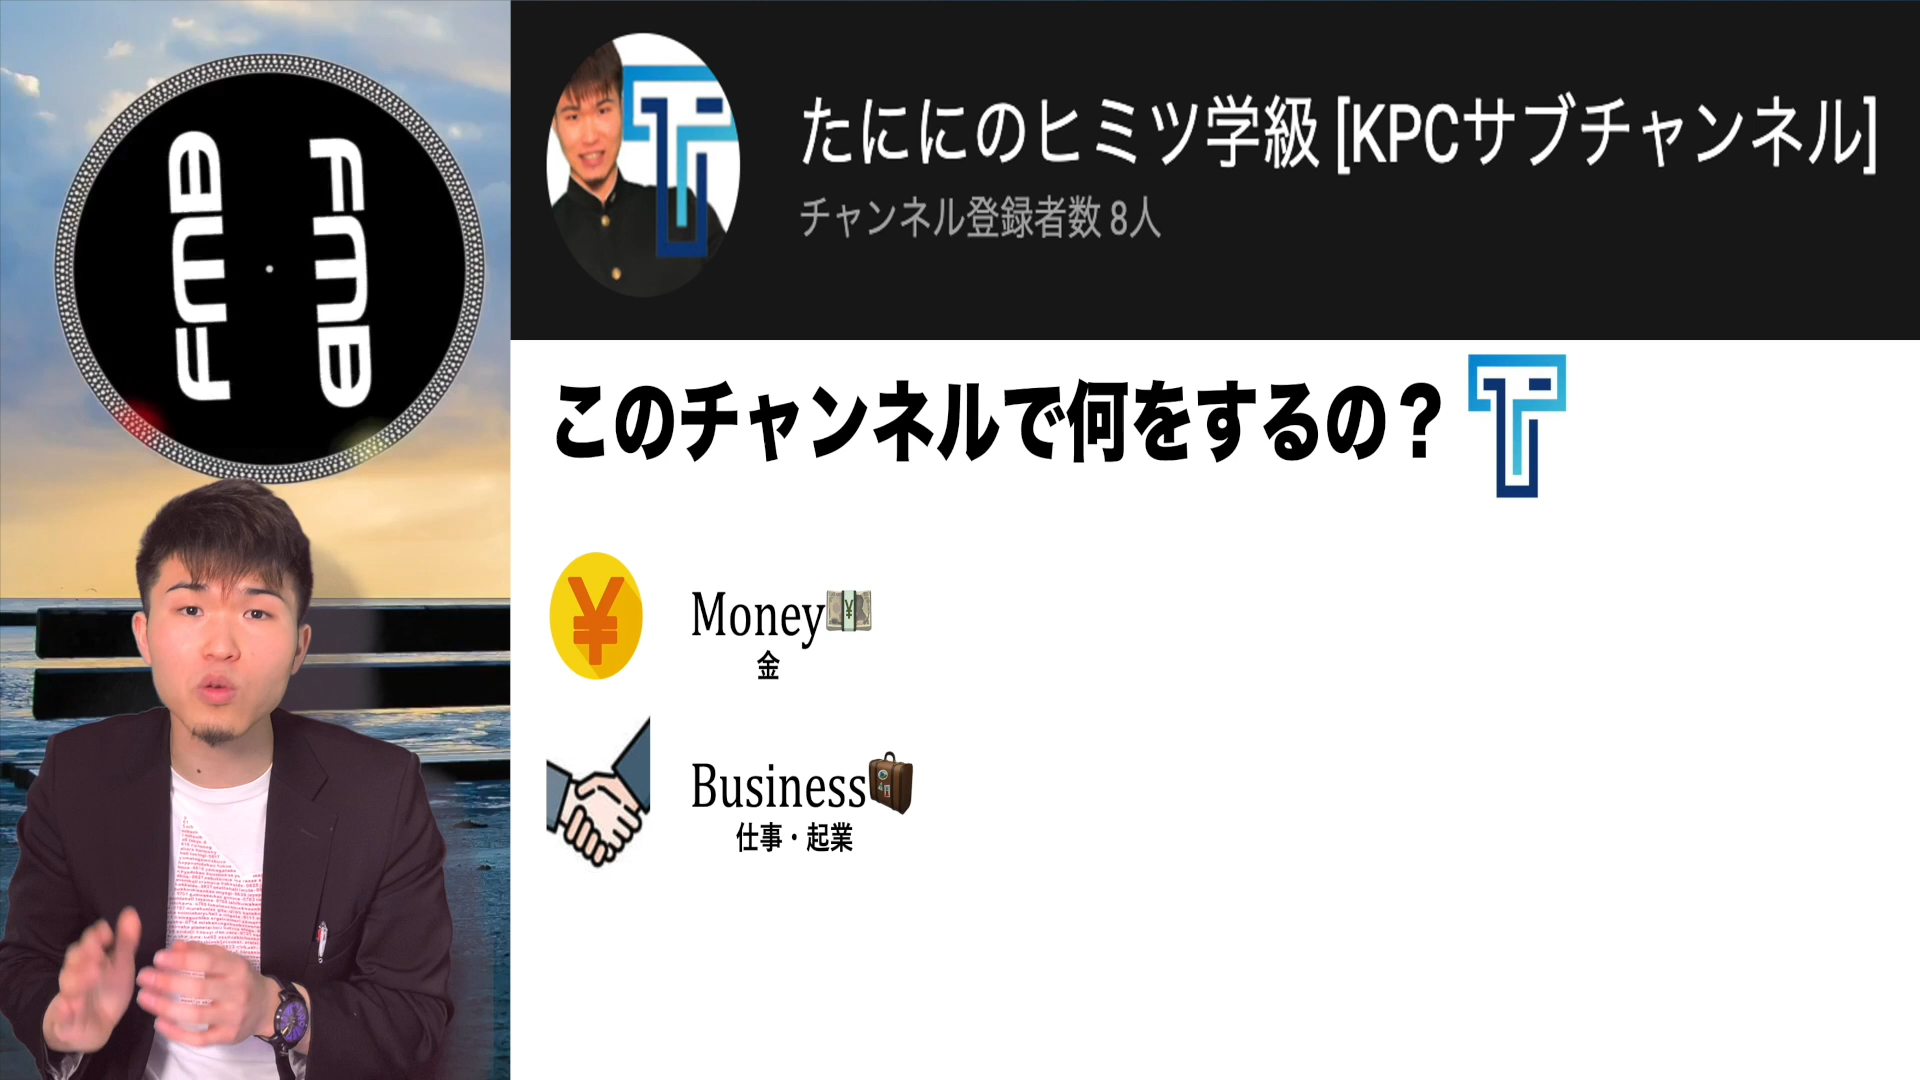 FMB
FMB
たににのヒミツ学級 [KPCサブチャンネル]
チャンネル登録者数 8人
このチャンネルで何をするの？
Money
金
Business
仕事・起業